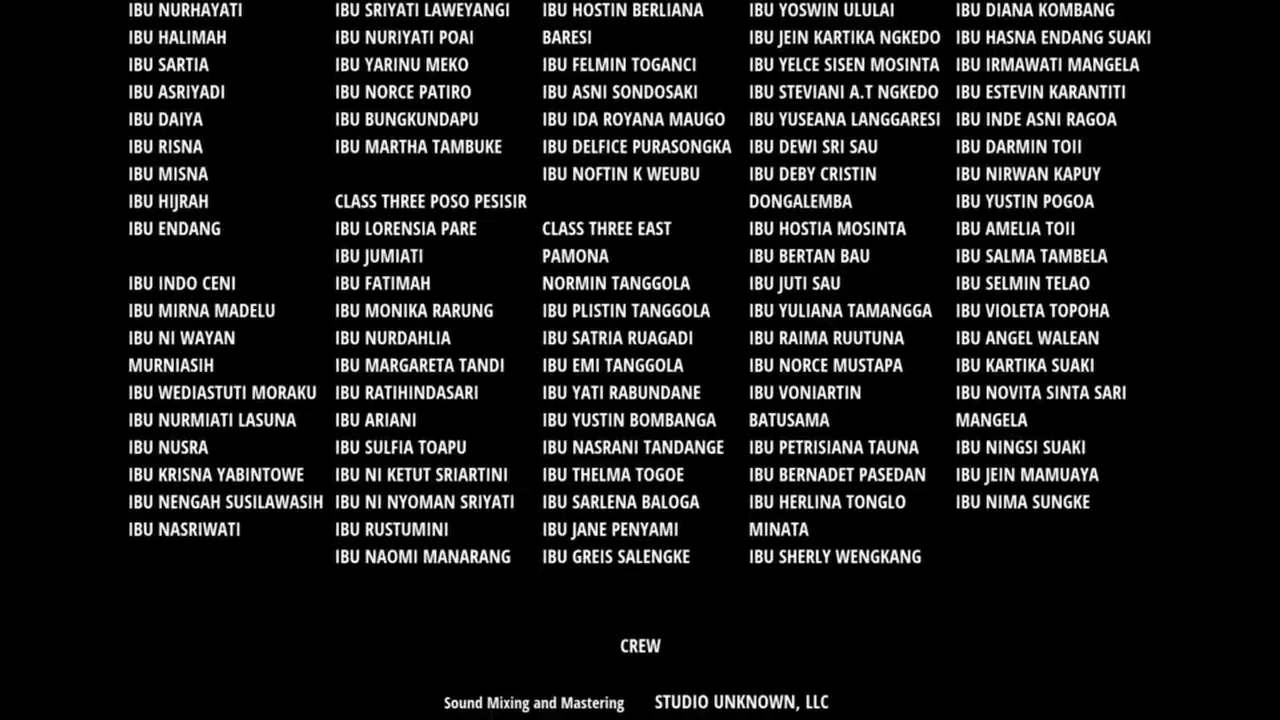 IBU NURHAYATI
IBU HALIMAH
IBU SARTIA
IBU ASRIYADI
IBU DAIYA
IBU RISNA
IBU MISNA
IBU HIJRAH
IBU ENDANG
IBU INDO CENI
IBU MIRNA MADELU
IBU NI WAYAN
MURNIASIH
IBU WEDIASTUTI MORAKU
IBU NURMIATI LASUNA
IBU NUSRA
IBU KRISNA YABINTOWE
IBU NENGAH SUSILAWASIH
IBU NASRIWATI
IBU SRIYATI LAWEYANGI
IBU NURIYATI POAI
IBU YARINU MEKO
IBU NORCE PATIRO
IBU BUNGKUNDAPU
IBU MARTHA TAMBUKE
CLASS THREE POSO PESISIR
IBU LORENSIA PARE
IBU JUMIATI
IBU FATIMAH
IBU MONIKA RARUNG
IBU NURDAHLIA
IBU MARGARETA TANDI
IBU RATIHINDASARI
IBU ARIANI
IBU SULFIA TOAPU
IBU NI KETUT SRIARTINI
IBU NI NYOMAN SRIYATI
IBU RUSTUMINI
IBU NAOMI MANARANG
IBU HOSTIN BERLIANA
BARESI
IBU FELMIN TOGANCI
IBU ASNI SONDOSAKI
IBU IDA ROYANA MAUGO
IBU DELFICE PURASONGKA
IBU NOFTIN K WEUBU
CLASS THREE EAST
PAMONA
NORMIN TANGGOLA
IBU PLISTIN TANGGOLA
IBU SATRIA RUAGADI
IBU EMI TANGGOLA
IBU YATI RABUNDANE
IBU YUSTIN BOMBANGA
IBU NASRANI TANDANGE
IBU THELMA TOGOE
IBU SARLENA BALOGA
IBU JANE PENYAMI
IBU GREIS SALENGKE
IBU YOSWIN ULULAI
IBU JEIN KARTIKA NGKEDO
IBU YELCE SISEN MOSINTA
IBU STEVIANI A.T NGKEDO
IBU YUSEANA LANGGARESI
IBU DEWI SRI SAU
IBU DEBY CRISTIN
DONGALEMBA
IBU HOSTIA MOSINTA
IBU BERTAN BAU
IBU JUTI SAU
IBU YULIANA TAMANGGA
IBU RAIMA RUUTUNA
IBU NORCE MUSTAPA
IBU VONIARTIN
BATUSAMA
IBU PETRISIANA TAUNA
IBU BERNADET PASEDAN
IBU HERLINA TONGLO
MINATA
IBU SHERLY WENGKANG
IBU DIANA KOMBANG
IBU HASNA ENDANG SUAKI
IBU IRMAWATI MANGELA
IBU ESTEVIN KARANTITI
IBU INDE ASNI RAGOA
IBU DARMIN TOII
IBU NIRWAN KAPUY
IBU YUSTIN POGOA
IBU AMELIA TOII
IBU SALMA TAMBELA
IBU SELMIN TELAO
IBU VIOLETA TOPOHA
IBU ANGEL WALEAN
IBU KARTIKA SUAKI
IBU NOVITA SINTA SARI
MANGELA
IBU NINGSI SUAKI
IBU JEIN MAMUAYA
IBU NIMA SUNGKE
CREW
Sound Mixing and Mastering STUDIO UNKNOWN, LLC